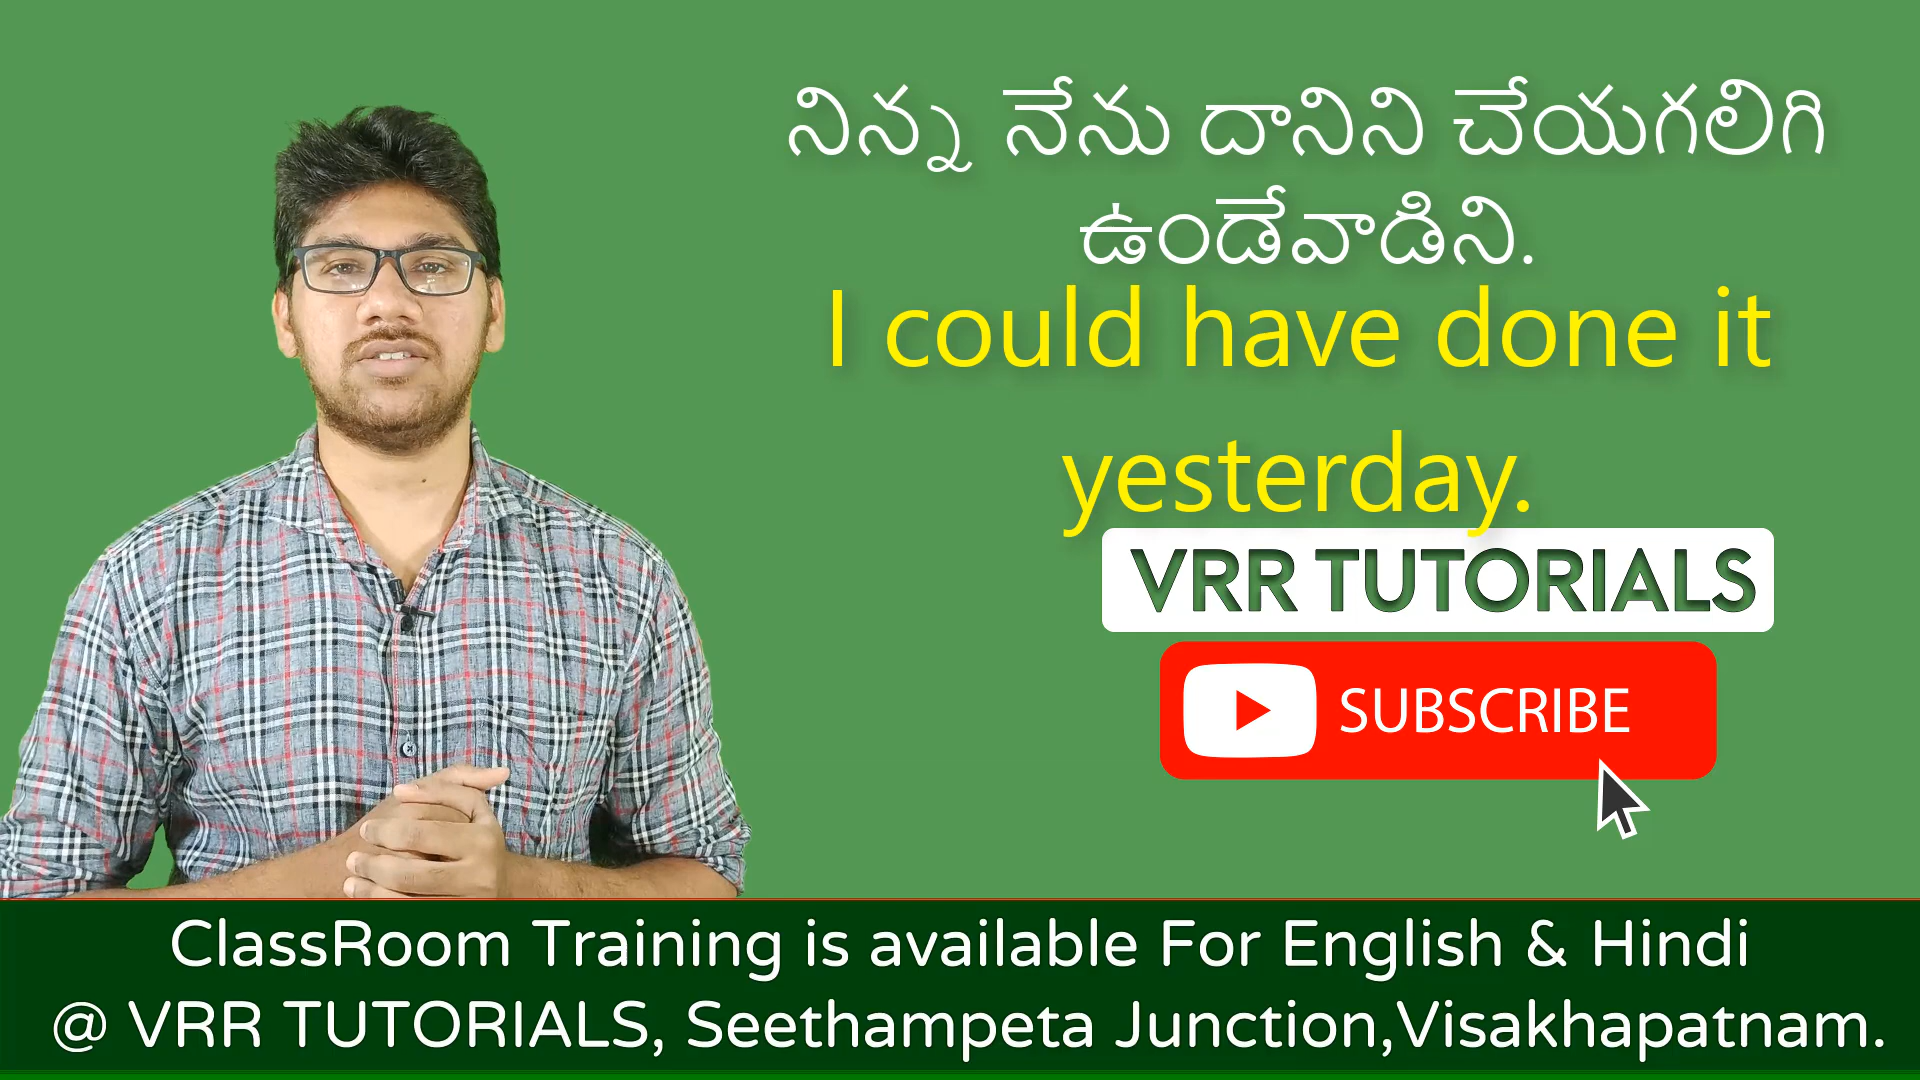 నిన్న నేను దానిని చేయగలిగి
ఉండేవాడిని.
I could have done it
yesterday.
VRR TUTORIALS
SUBSCRIBE
ClassRoom Training is available For English & Hindi
@ VRR TUTORIALS, Seethampeta Junction,Visakhapatnam.